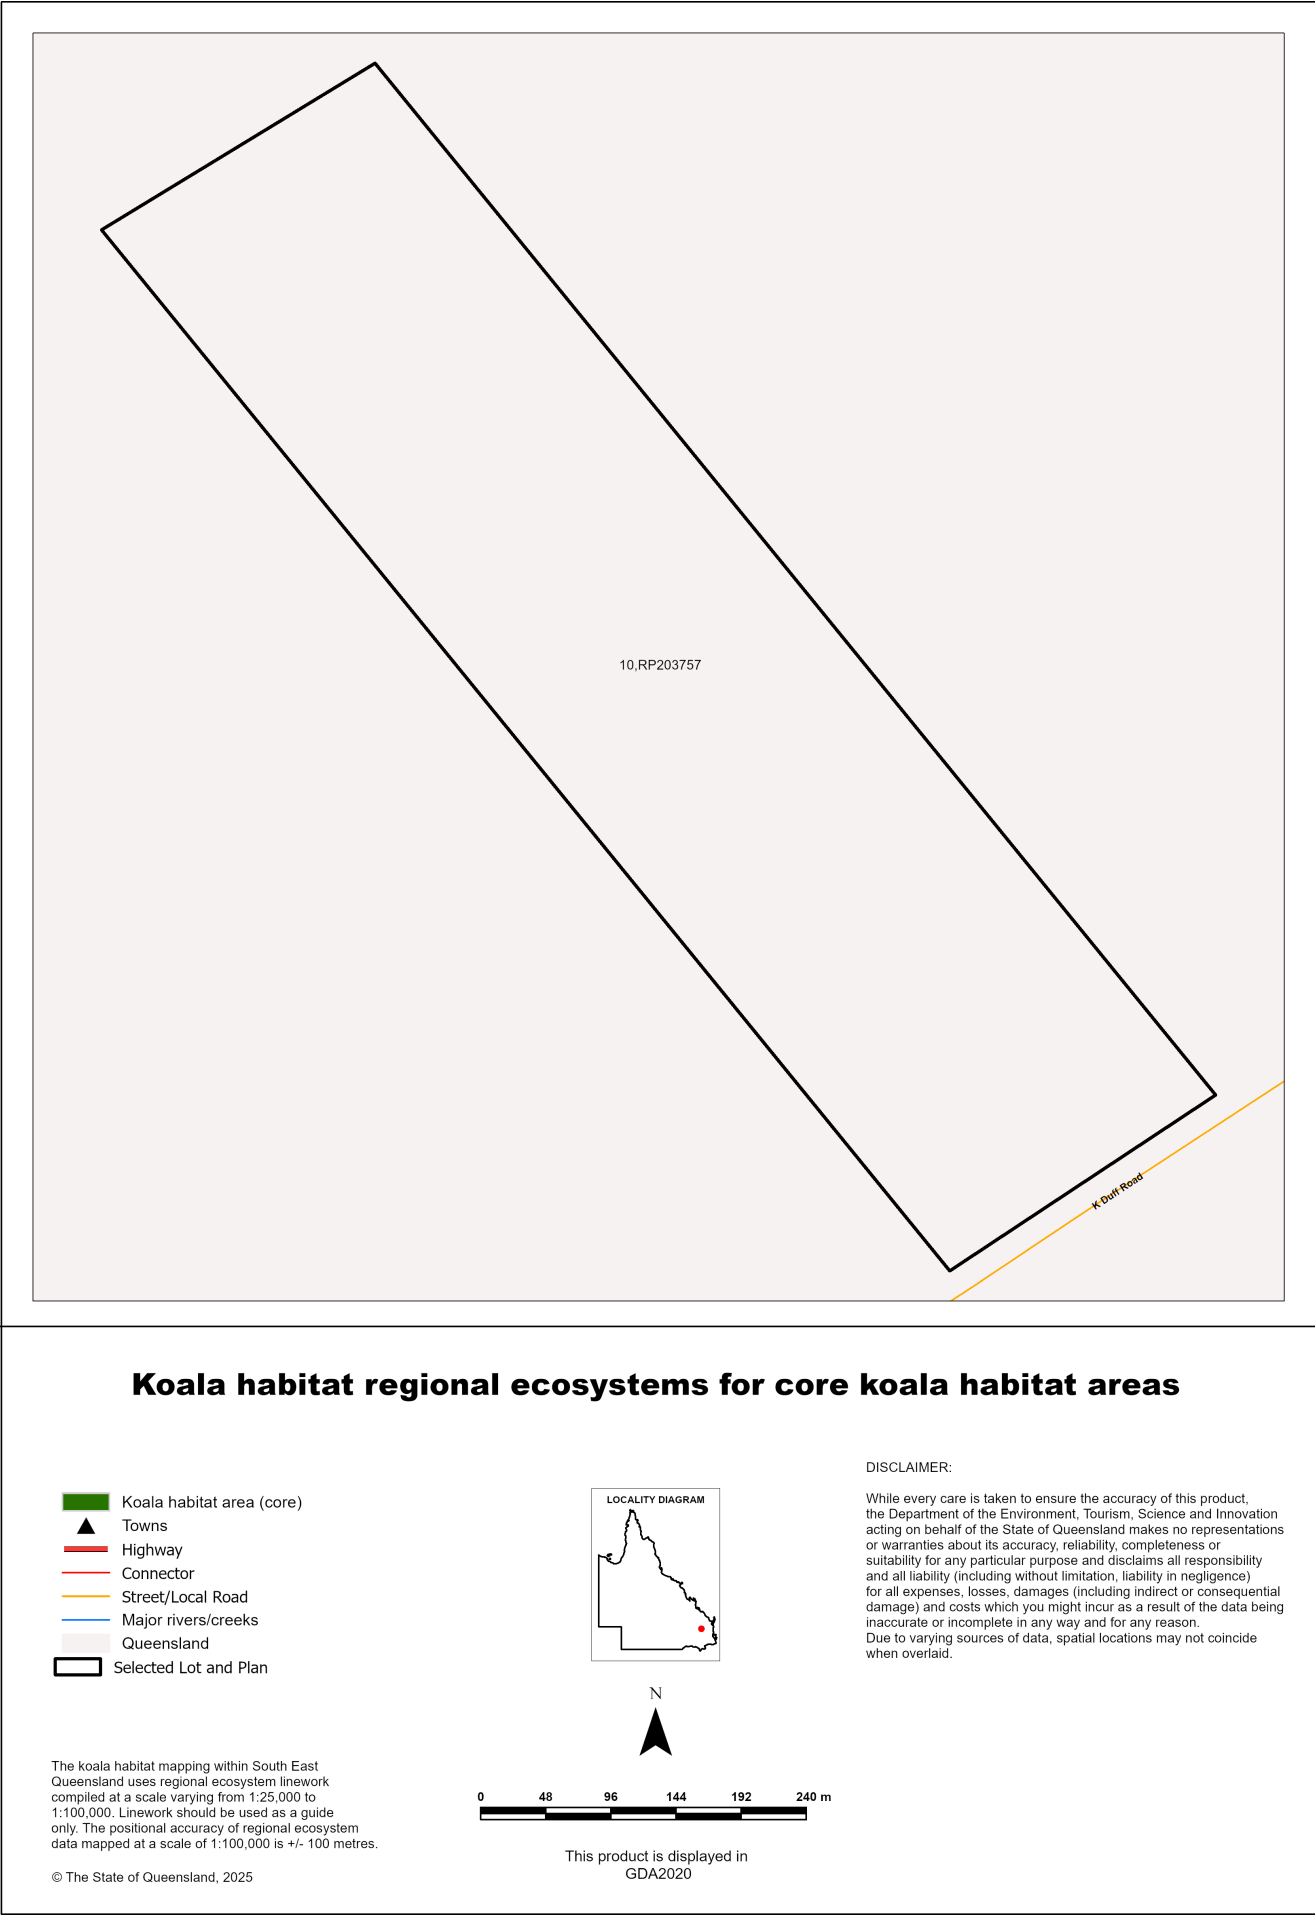 10,RP203757
K Duff Road
Koala habitat regional ecosystems for core koala habitat areas
Koala habitat area (core)
Towns
Highway
Connector
Street/Local Road
Major rivers/creeks
Queensland
Selected Lot and Plan
The koala habitat mapping within South East
Queensland uses regional ecosystem linework
compiled at a scale varying from 1:25,000 to
1:100,000. Linework should be used as a guide
only. The positional accuracy of regional ecosystem
data mapped at a scale of 1:100,000 is +/- 100 metres.
© The State of Queensland, 2025
LOCALITY DIAGRAM
N
0 48 96 144 192 240 m
This product is displayed in
GDA2020
DISCLAIMER:
While every care is taken to ensure the accuracy of this product,
the Department of the Environment, Tourism, Science and Innovation
acting on behalf of the State of Queensland makes no representations
or warranties about its accuracy, reliability, completeness or
suitability for any particular purpose and disclaims all responsibility
and all liability (including without limitation, liability in negligence)
for all expenses, losses, damages (including indirect or consequential
damage) and costs which you might incur as a result of the data being
inaccurate or incomplete in any way and for any reason.
Due to varying sources of data, spatial locations may not coincide
when overlaid.